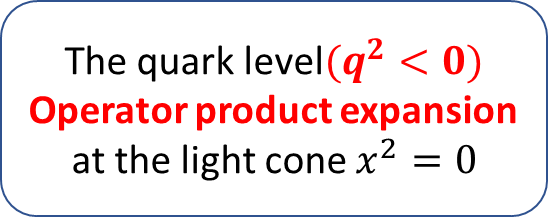 The quark level(q² < 0)
Operator product expansion
at the light cone x² = 0